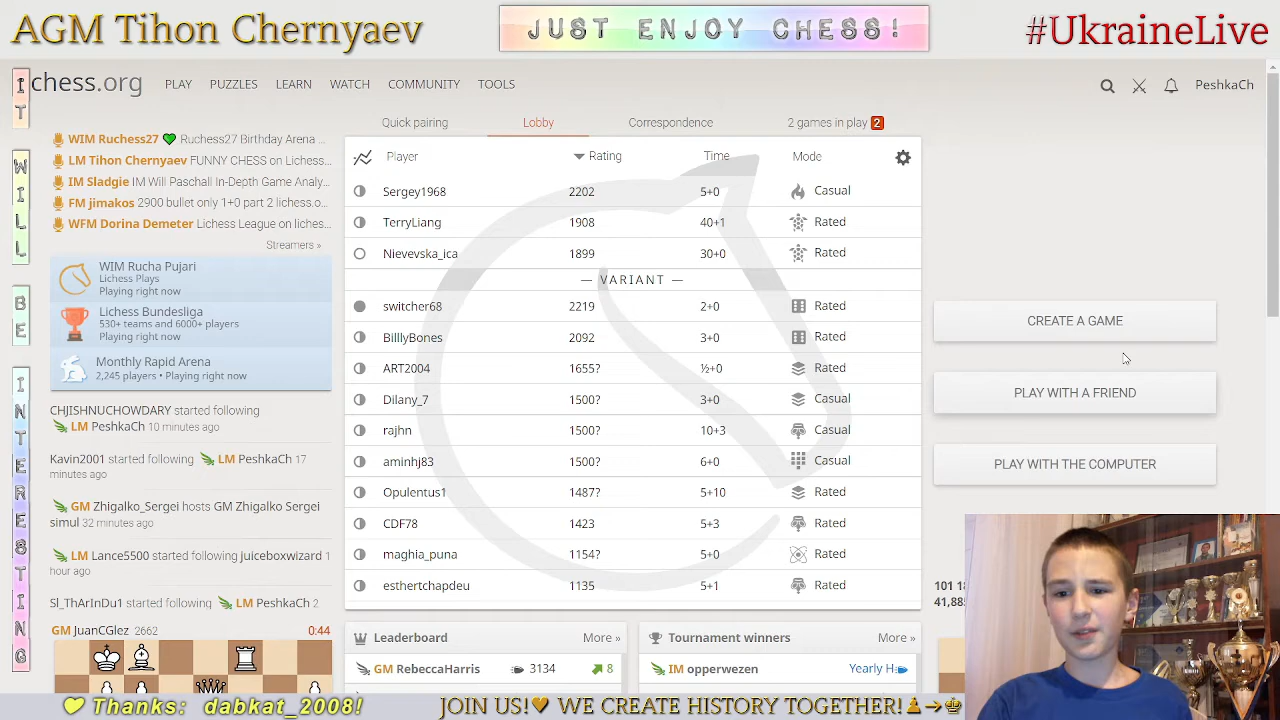 AGM Tihon Chernyaev
JUST ENJOY CHESS!
#UkraineLive
IT WILL BE INTERESTING
chess.org
PLAY PUZZLES LEARN WATCH COMMUNITY TOOLS
PeshkaCh
WIM Ruchess27 💚 Ruchess27 Birthday Arena ...
LM Tihon Chernyaev FUNNY CHESS on Lichess...
IM Sladgie IM Will Paschall In-Depth Game Analy...
FM jimakos 2900 bullet only 1+0 part 2 lichess.o...
WFM Dorina Demeter Lichess League on lichess...
Streamers »
WIM Rucha Pujari
Lichess Plays
Playing right now
Lichess Bundesliga
530+ teams and 6000+ players
Playing right now
Monthly Rapid Arena
2,245 players • Playing right now
CHJISHNUCHOWDARY started following
LM PeshkaCh 10 minutes ago
Kavin2001 started following LM PeshkaCh 17
minutes ago
GM Zhigalko_Sergei hosts GM Zhigalko Sergei
simul 32 minutes ago
LM Lance5500 started following juiceboxwizard 1
hour ago
Sl_ThArInDu1 started following LM PeshkaCh 2
GM JuanCGlez 2662 0:44
Quick pairing Lobby Correspondence 2 games in play 2
Player Rating Time Mode
Sergey1968 2202 5+0 Casual
TerryLiang 1908 40+1 Rated
Nievevska_ica 1899 30+0 Rated
— VARIANT —
switcher68 2219 2+0 Rated
BilllyBones 2092 3+0 Rated
ART2004 1655? ½+0 Rated
Dilany_7 1500? 3+0 Casual
rajhn 1500? 10+3 Casual
aminhj83 1500? 6+0 Casual
Opulentus1 1487? 5+10 Rated
CDF78 1423 5+3 Rated
maghia_puna 1154? 5+0 Rated
esthertchapdeu 1135 5+1 Rated
Leaderboard More »
GM RebeccaHarris 3134 8
Tournament winners More »
IM opperwezen Yearly H
CREATE A GAME
PLAY WITH A FRIEND
PLAY WITH THE COMPUTER
101 18
41,88
Thanks: dabkat_2008!
JOIN US! WE CREATE HISTORY TOGETHER!